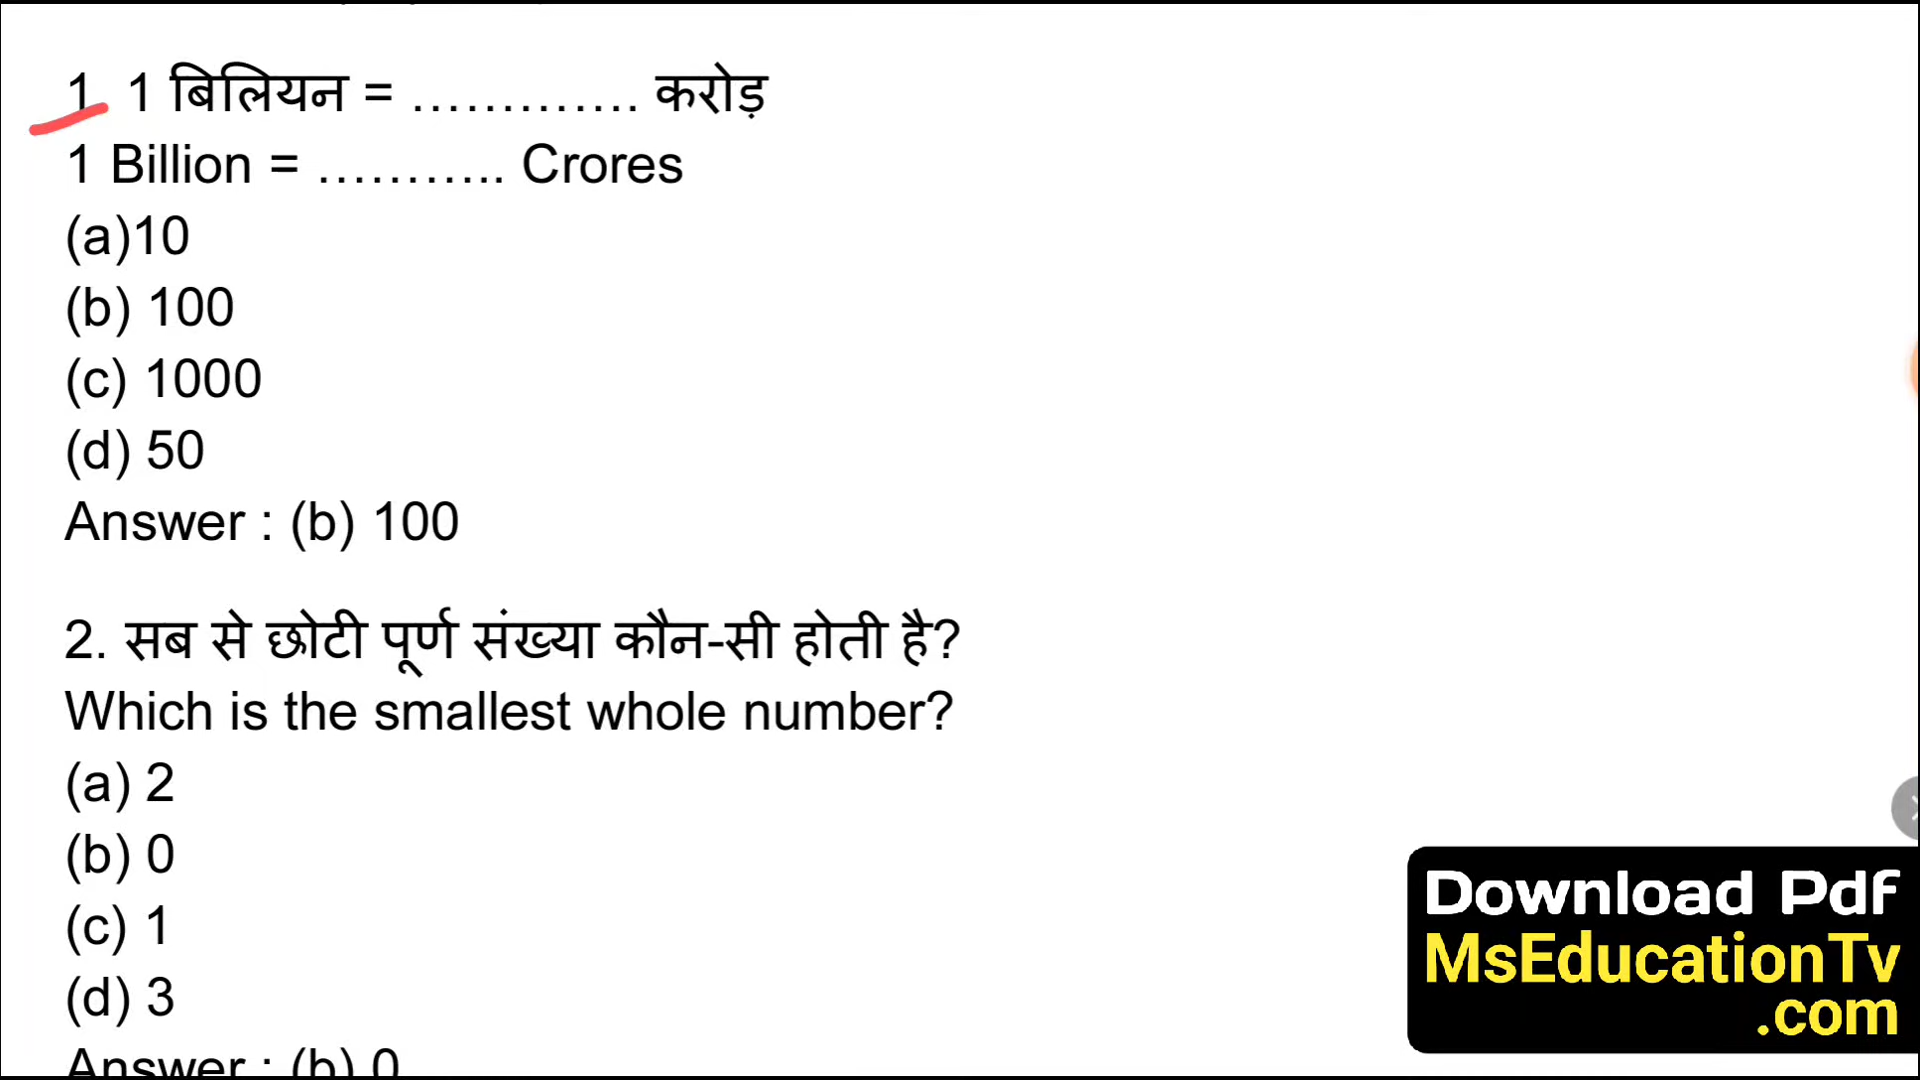 1. 1 बिलियन = …………. करोड़
1 Billion = ……….. Crores
(a)10
(b) 100
(c) 1000
(d) 50
Answer : (b) 100
2. सब से छोटी पूर्ण संख्या कौन-सी होती है?
Which is the smallest whole number?
(a) 2
(b) 0
(c) 1
(d) 3
Answer : (b) 0
Download Pdf
MsEducationTv
.com